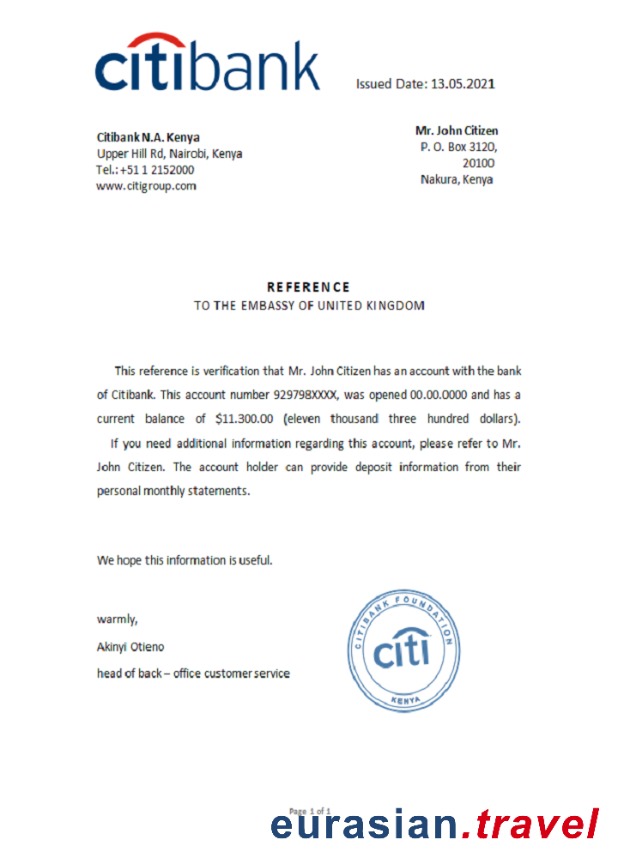 citibank
Issued Date: 13.05.2021
Citibank N.A. Kenya
Upper Hill Rd, Nairobi, Kenya
Tel.: +51 1 2152000
www.citigroup.com
Mr. John Citizen
P. O. Box 3120,
20100
Nakura, Kenya
REFERENCE
TO THE EMBASSY OF UNITED KINGDOM
This reference is verification that Mr. John Citizen has an account with the bank
of Citibank. This account number 929798XXXX, was opened 00.00.0000 and has a
current balance of $11.300.00 (eleven thousand three hundred dollars).
If you need additional information regarding this account, please refer to Mr.
John Citizen. The account holder can provide deposit information from their
personal monthly statements.
We hope this information is useful.
warmly,
Akinyi Otieno
head of back – office customer service
CITIBANK FOUNDATION
citi
KENYA
Page 1 of 1
eurasian.travel